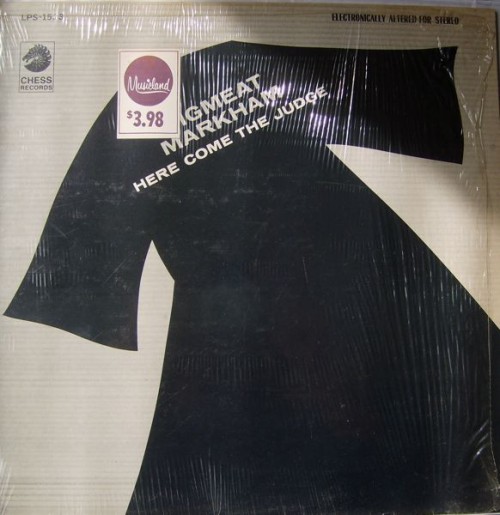 ELECTRONICALLY ALTERED FOR STEREO
CHESS
RECORDS
Musicland
$3.98
MARKHAM
HERE COME THE JUDGE